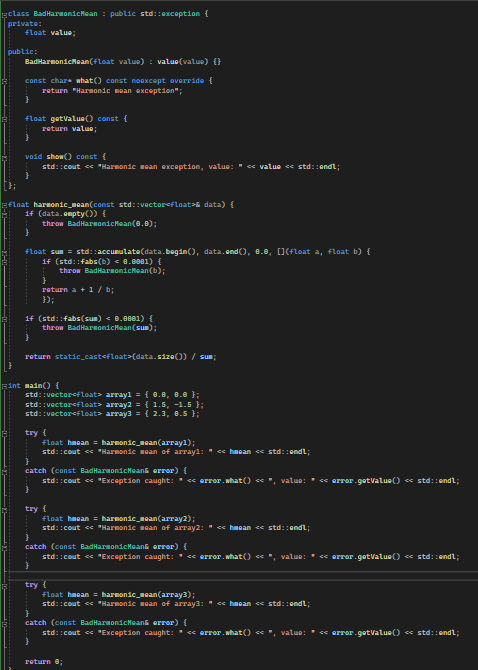 class BadHarmonicMean : public std::exception {
private:
    float value;

public:
    BadHarmonicMean(float value) : value(value) {}

    const char* what() const noexcept override {
        return "Harmonic mean exception";
    }

    float getValue() const {
        return value;
    }

    void show() const {
        std::cout << "Harmonic mean exception, value: " << value << std::endl;
    }
};

float harmonic_mean(const std::vector<float>& data) {
    if (data.empty()) {
        throw BadHarmonicMean(0.0);
    }

    float sum = std::accumulate(data.begin(), data.end(), 0.0, [](float a, float b) {
        if (std::fabs(b) < 0.0001) {
            throw BadHarmonicMean(b);
        }
        return a + 1 / b;
        });

    if (std::fabs(sum) < 0.0001) {
        throw BadHarmonicMean(sum);
    }

    return static_cast<float>(data.size()) / sum;
}

int main() {
    std::vector<float> array1 = { 0.0, 0.0 };
    std::vector<float> array2 = { 1.5, -1.5 };
    std::vector<float> array3 = { 2.3, 0.5 };

    try {
        float hmean = harmonic_mean(array1);
        std::cout << "Harmonic mean of array1: " << hmean << std::endl;
    }
    catch (const BadHarmonicMean& error) {
        std::cout << "Exception caught: " << error.what() << ", value: " << error.getValue() << std::endl;
    }

    try {
        float hmean = harmonic_mean(array2);
        std::cout << "Harmonic mean of array2: " << hmean << std::endl;
    }
    catch (const BadHarmonicMean& error) {
        std::cout << "Exception caught: " << error.what() << ", value: " << error.getValue() << std::endl;
    }

    try {
        float hmean = harmonic_mean(array3);
        std::cout << "Harmonic mean of array3: " << hmean << std::endl;
    }
    catch (const BadHarmonicMean& error) {
        std::cout << "Exception caught: " << error.what() << ", value: " << error.getValue() << std::endl;
    }

    return 0;
}